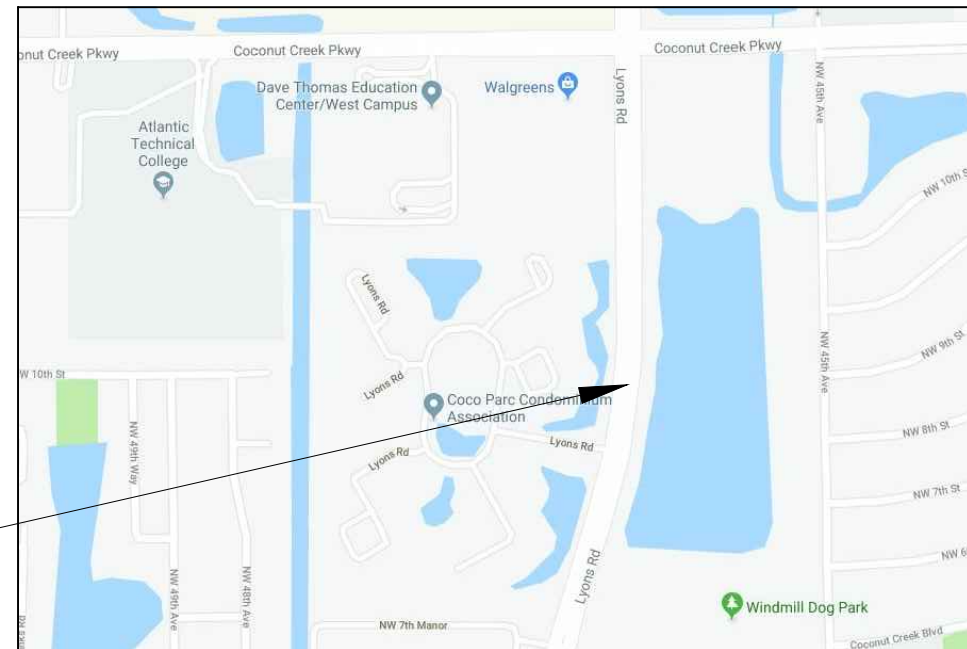 onut Creek Pkwy
Coconut Creek Pkwy
Coconut Creek Pkwy
Dave Thomas Education
Center/West Campus
Walgreens
Lyons Rd
NW 45th Ave
Atlantic
Technical
College
NW 10th S
Lyons Rd
NW 45th Ave
NW 9th St
W 10th St
Lyons Rd
Coco Parc Condominium
Association
NW 49th Way
Lyons Rd
Lyons Rd
NW 8th St
NW 7th St
NW 49th Ave
NW 48th Ave
Lyons Rd
NW 6
Windmill Dog Park
NW 7th Manor
Coconut Creek Blvd